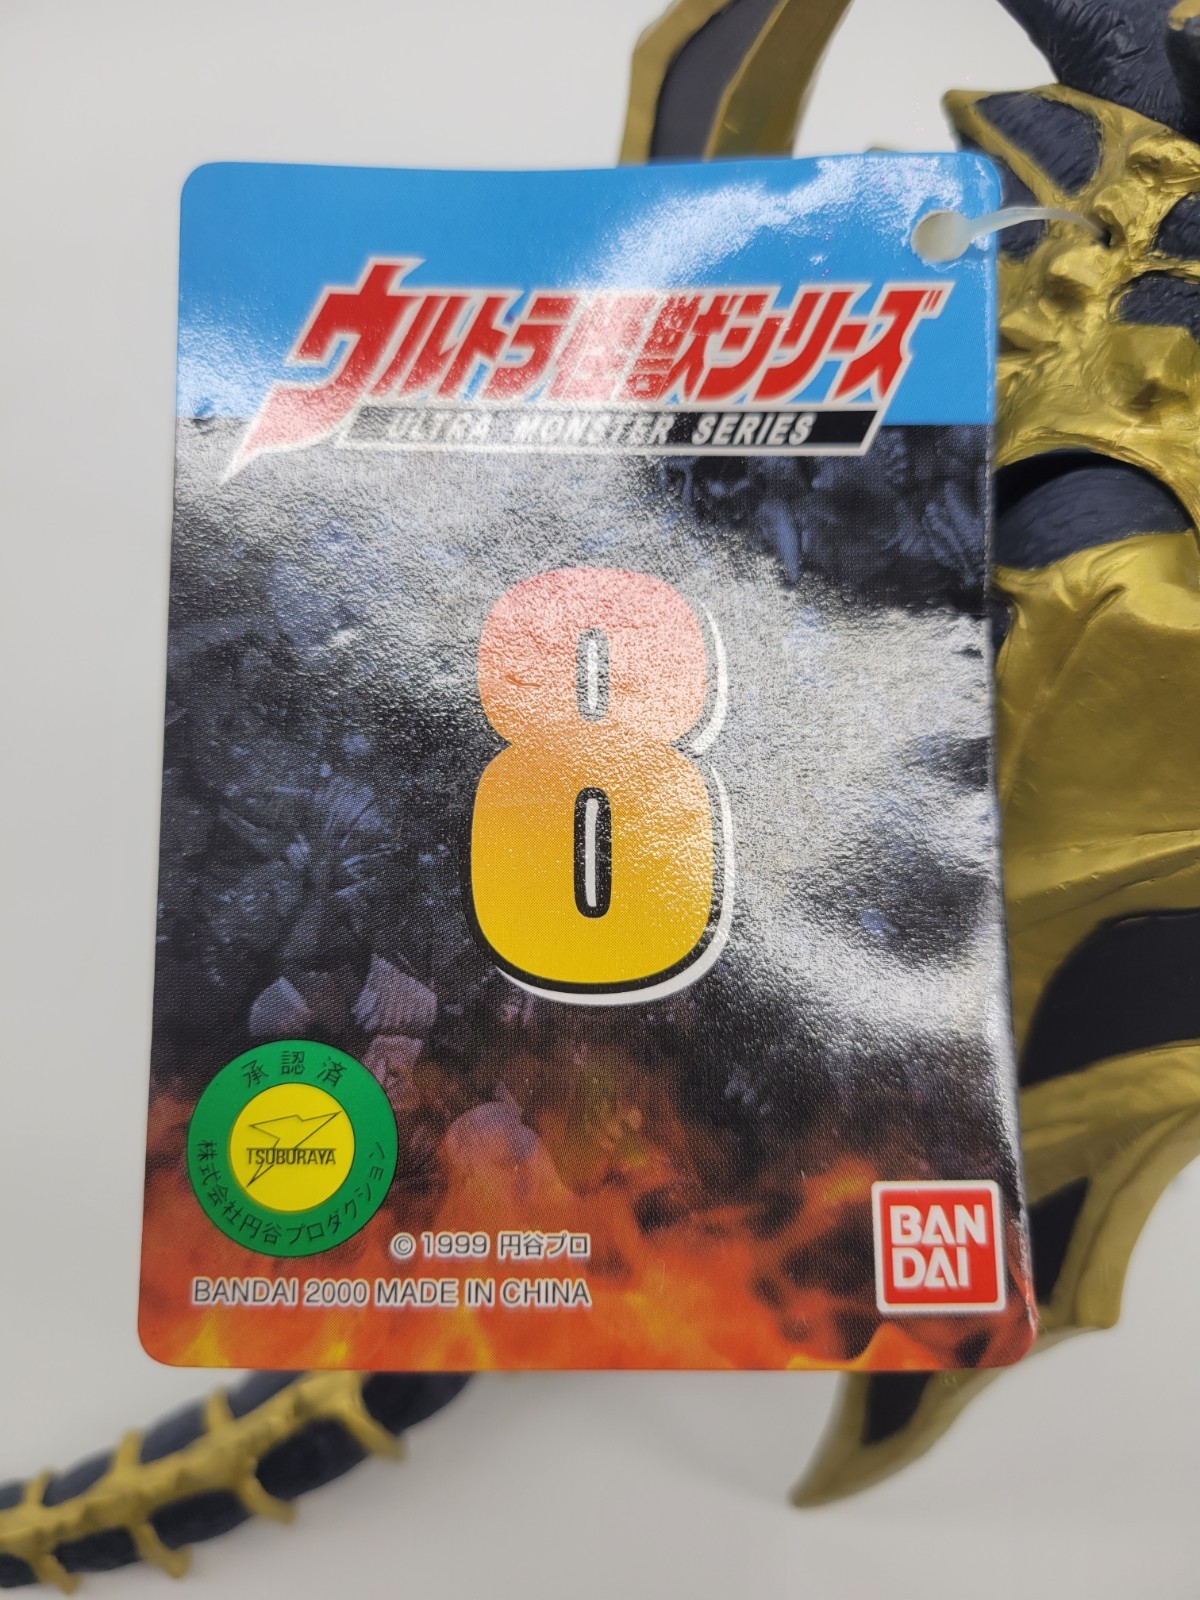 ウルトラ怪獣シリーズ
ULTRA MONSTER SERIES
8
承認済
TSUBURAYA
株式会社円谷プロダクション
© 1999 円谷プロ
BANDAI 2000 MADE IN CHINA
BAN
DAI